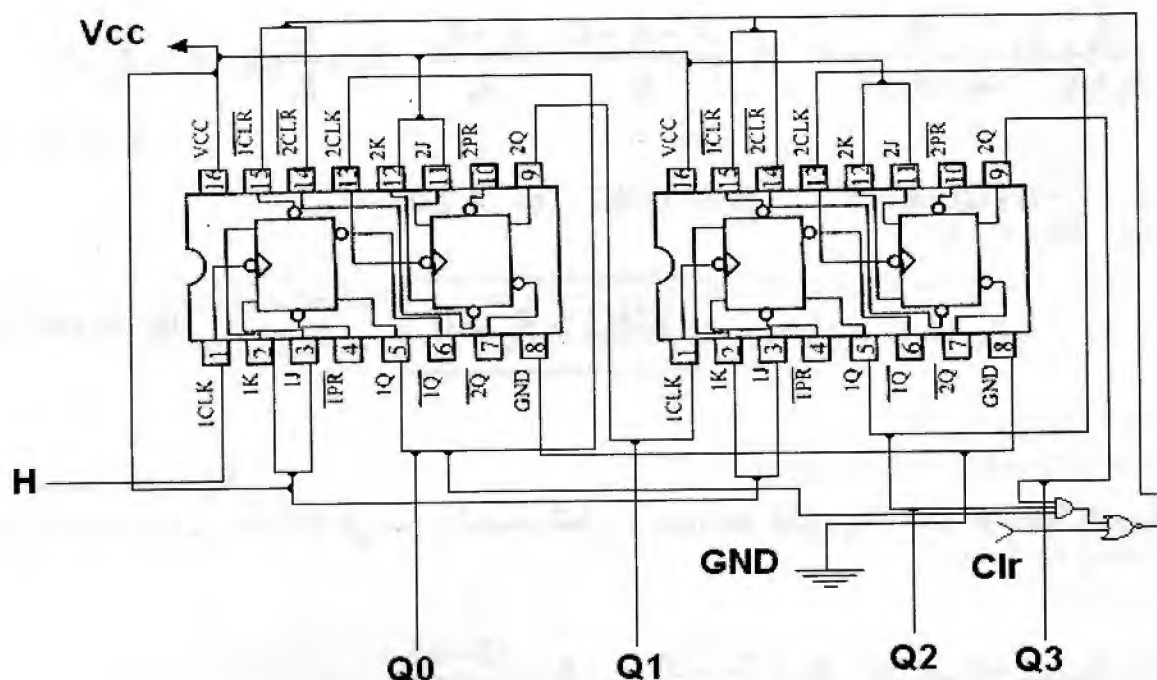 Vcc
VCC 1CLR 2CLR 2CLK 2K 2J 2PR 2Q
VCC 1CLR 2CLR 2CLK 2K 2J 2PR 2Q
16 15 14 13 12 11 10 9
16 15 14 13 12 11 10 9
1 2 3 4 5 6 7 8
1 2 3 4 5 6 7 8
1CLK 1K 1J 1PR 1Q 1Q 2Q GND
1CLK 1K 1J 1PR 1Q 1Q 2Q GND
H
GND
Clr
Q0
Q1
Q2
Q3